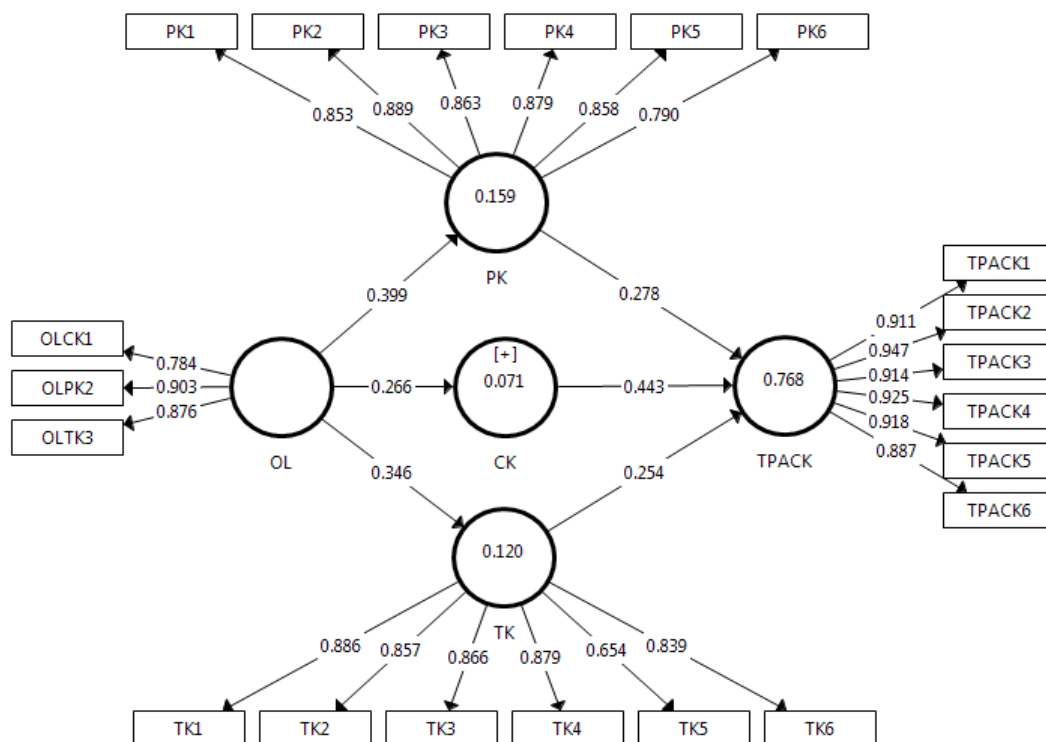 PK1 PK2 PK3 PK4 PK5 PK6
0.853 0.889 0.863 0.879 0.858 0.790
0.159
PK
0.399 0.278
OLCK1
OLPK2
OLTK3
0.784
0.903
0.876
OL
0.266
[+]
0.071
CK
0.443
0.768
TPACK
0.911
0.947
0.914
0.925
0.918
0.887
TPACK1
TPACK2
TPACK3
TPACK4
TPACK5
TPACK6
0.346 0.254
0.120
TK
0.886 0.857 0.866 0.879 0.654 0.839
TK1 TK2 TK3 TK4 TK5 TK6